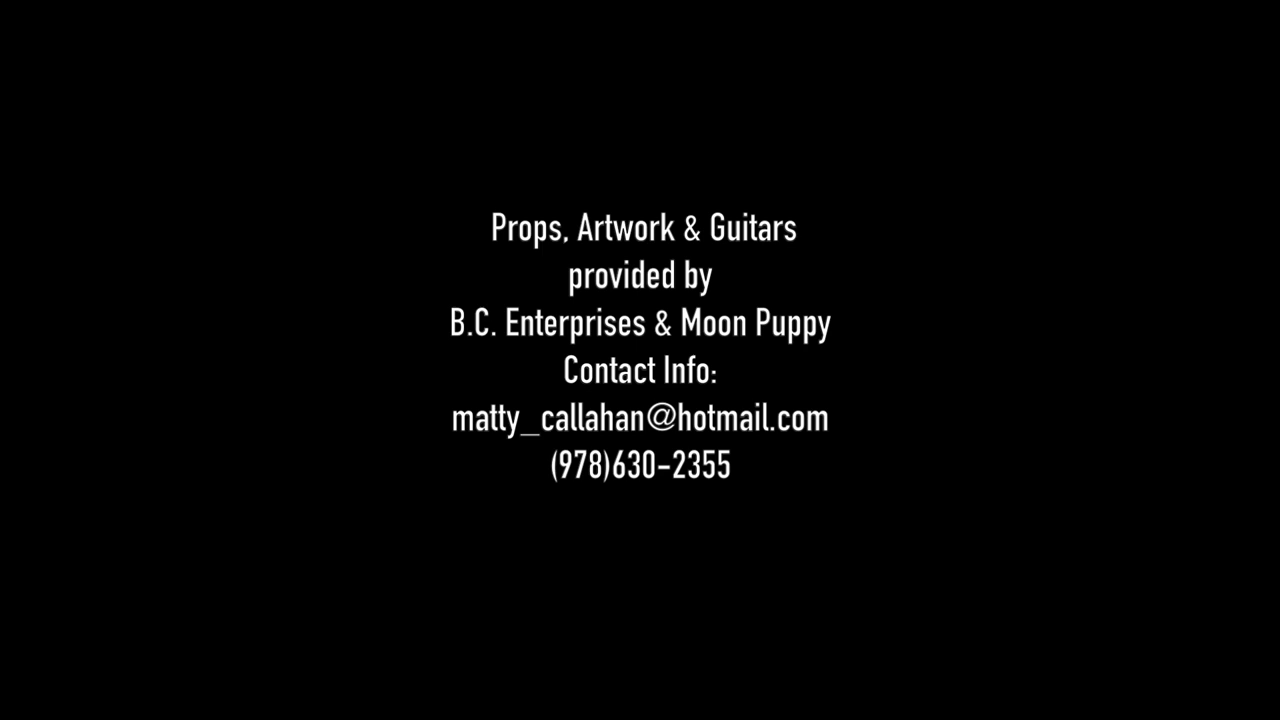 Props, Artwork & Guitars
provided by
B.C. Enterprises & Moon Puppy
Contact Info:
matty_callahan@hotmail.com
(978)630-2355